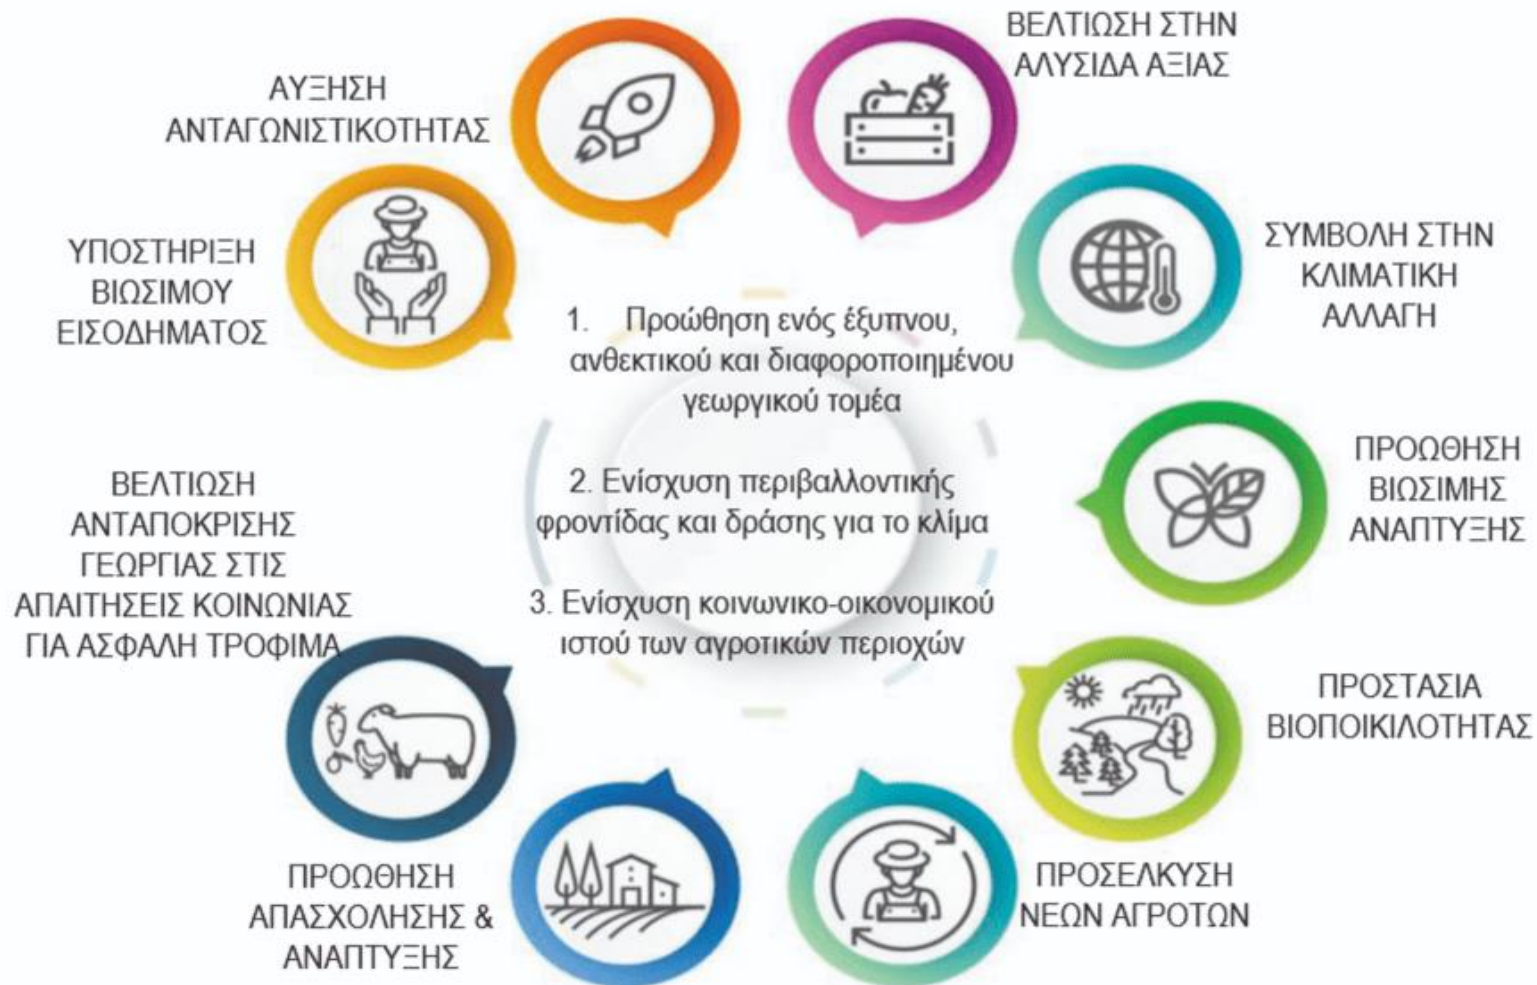 ΒΕΛΤΙΩΣΗ ΣΤΗΝ
ΑΛΥΣΙΔΑ ΑΞΙΑΣ
ΑΥΞΗΣΗ
ΑΝΤΑΓΩΝΙΣΤΙΚΟΤΗΤΑΣ
ΥΠΟΣΤΗΡΙΞΗ
ΒΙΩΣΙΜΟΥ
ΕΙΣΟΔΗΜΑΤΟΣ
ΣΥΜΒΟΛΗ ΣΤΗΝ
ΚΛΙΜΑΤΙΚΗ
ΑΛΛΑΓΗ
1. Προώθηση ενός έξυπνου,
ανθεκτικού και διαφοροποιημένου
γεωργικού τομέα
2. Ενίσχυση περιβαλλοντικής
φροντίδας και δράσης για το κλίμα
3. Ενίσχυση κοινωνικο-οικονομικού
ιστού των αγροτικών περιοχών
ΠΡΟΩΘΗΣΗ
ΒΙΩΣΙΜΗΣ
ΑΝΑΠΤΥΞΗΣ
ΒΕΛΤΙΩΣΗ
ΑΝΤΑΠΟΚΡΙΣΗΣ
ΓΕΩΡΓΙΑΣ ΣΤΙΣ
ΑΠΑΙΤΗΣΕΙΣ ΚΟΙΝΩΝΙΑΣ
ΓΙΑ ΑΣΦΑΛΗ ΤΡΟΦΙΜΑ
ΠΡΟΣΤΑΣΙΑ
ΒΙΟΠΟΙΚΙΛΟΤΗΤΑΣ
ΠΡΟΩΘΗΣΗ
ΑΠΑΣΧΟΛΗΣΗΣ &
ΑΝΑΠΤΥΞΗΣ
ΠΡΟΣΕΛΚΥΣΗ
ΝΕΩΝ ΑΓΡΟΤΩΝ